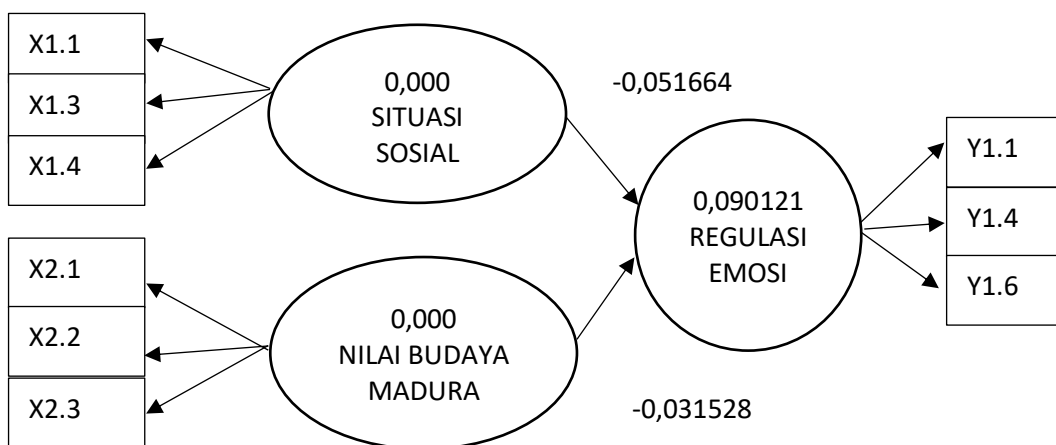 X1.1
X1.3
X1.4
0,000
SITUASI
SOSIAL
-0,051664
X2.1
X2.2
X2.3
0,000
NILAI BUDAYA
MADURA
-0,031528
0,090121
REGULASI
EMOSI
Y1.1
Y1.4
Y1.6